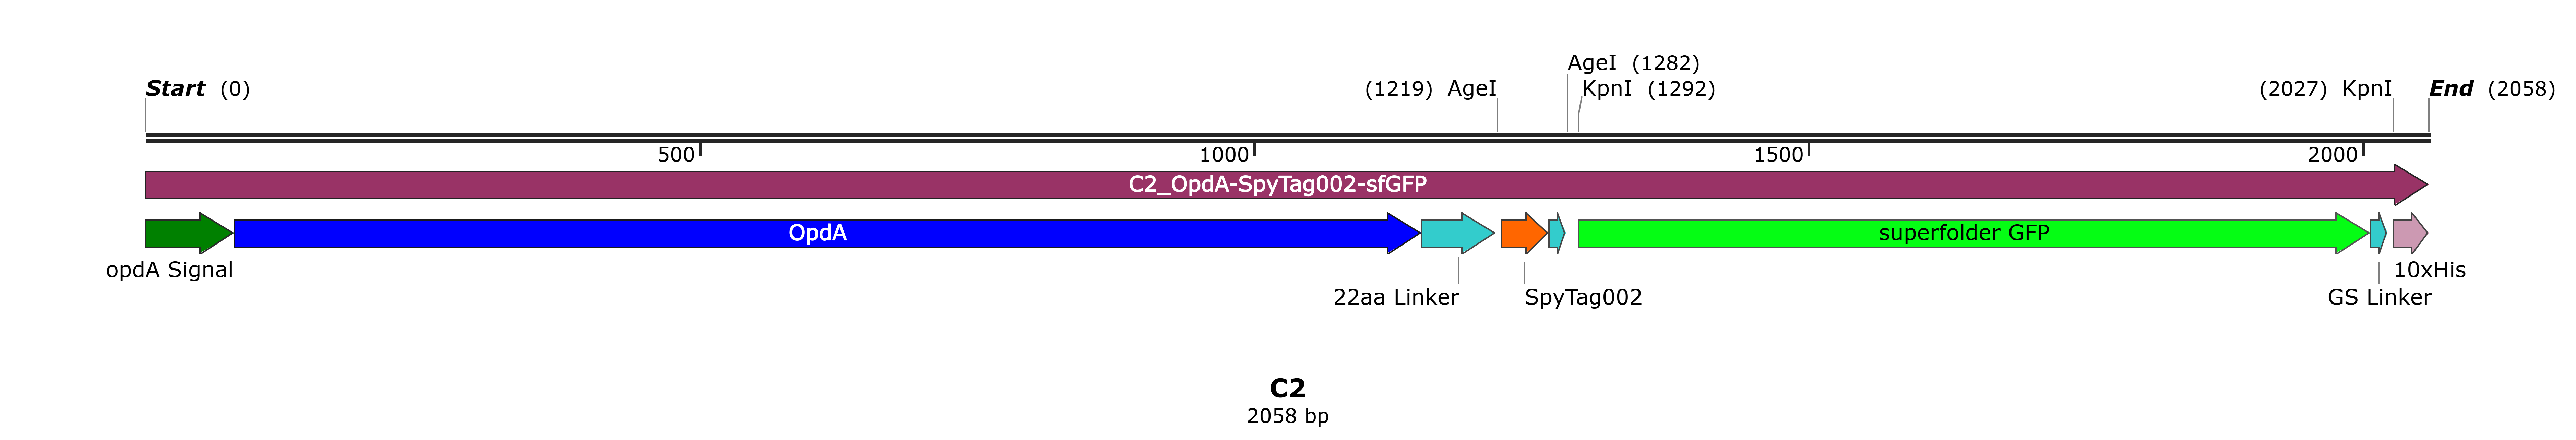 AgeI (1282)
Start (0)
(1219) AgeI
KpnI (1292)
(2027) KpnI
End (2058)
500
1000
1500
2000
C2_OpdA-SpyTag002-sfGFP
OpdA
superfolder GFP
opdA Signal
10xHis
22aa Linker
SpyTag002
GS Linker
C2
2058 bp